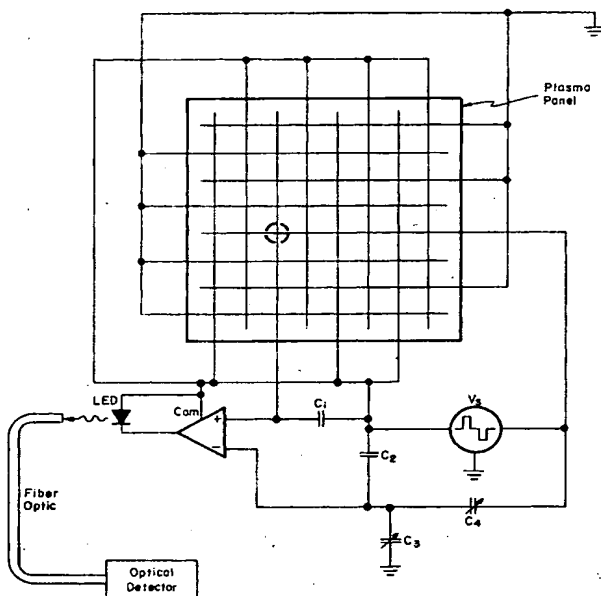 Plasma
Panel
LED
Com
+
−
C₁
C₂
Vs
C₄
C₃
Fiber
Optic
Optical
Detector